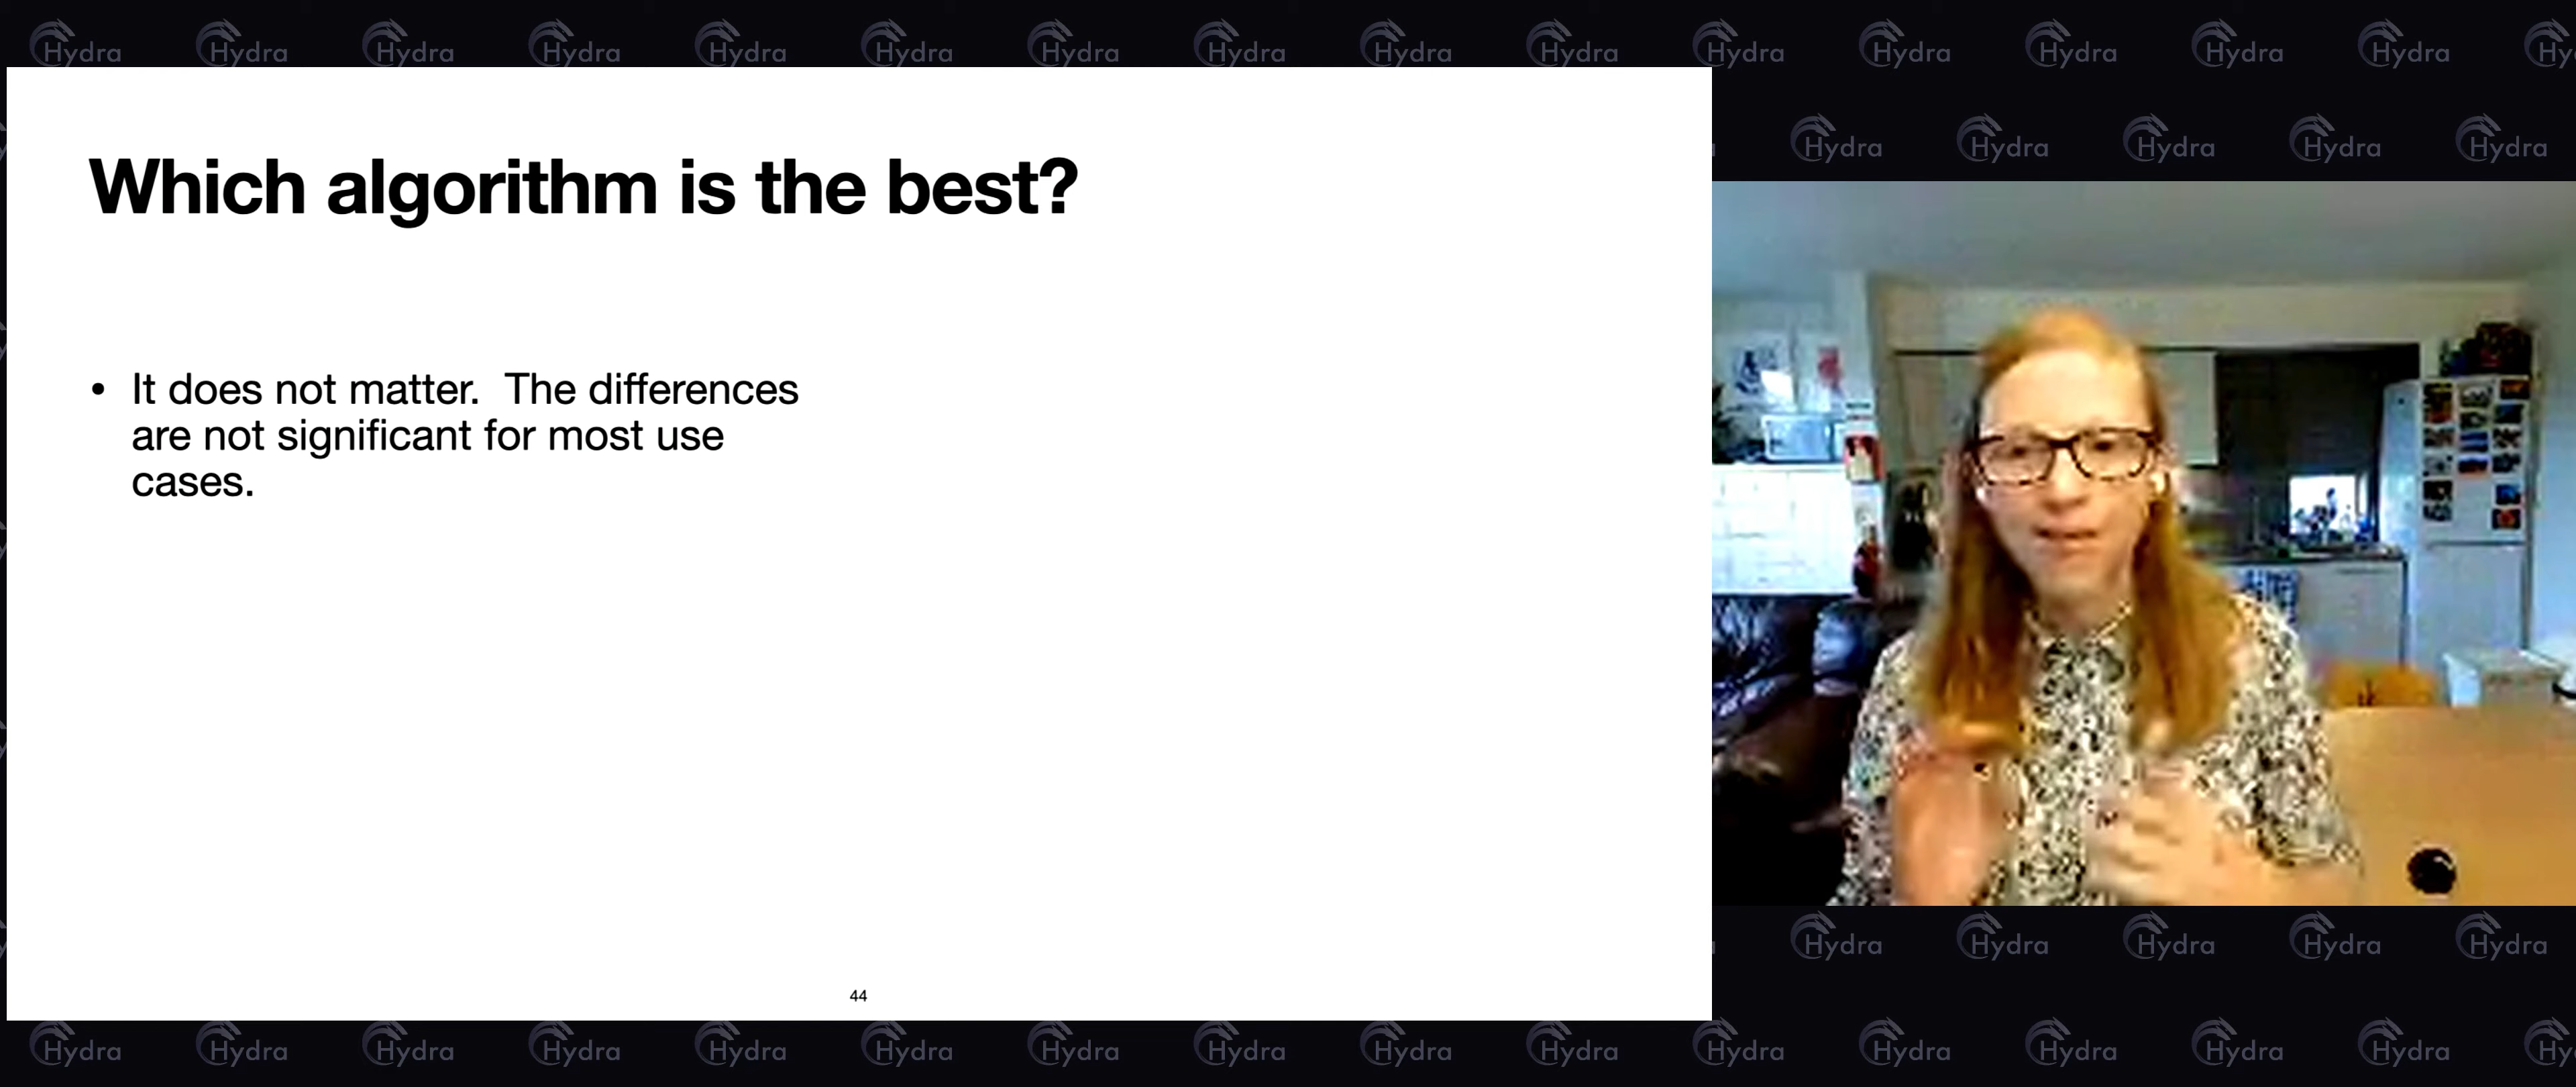 Hydra Hydra Hydra Hydra Hydra Hydra Hydra Hydra Hydra Hydra Hydra Hydra Hydra Hydra Hydra Hy
Hydra Hydra Hydra Hydra Hydra
Which algorithm is the best?
• It does not matter.  The differences
are not significant for most use
cases.
44
Hydra Hydra Hydra Hydra Hydra
Hydra Hydra Hydra Hydra Hydra Hydra Hydra Hydra Hydra Hydra Hydra Hydra Hydra Hydra Hydra Hy